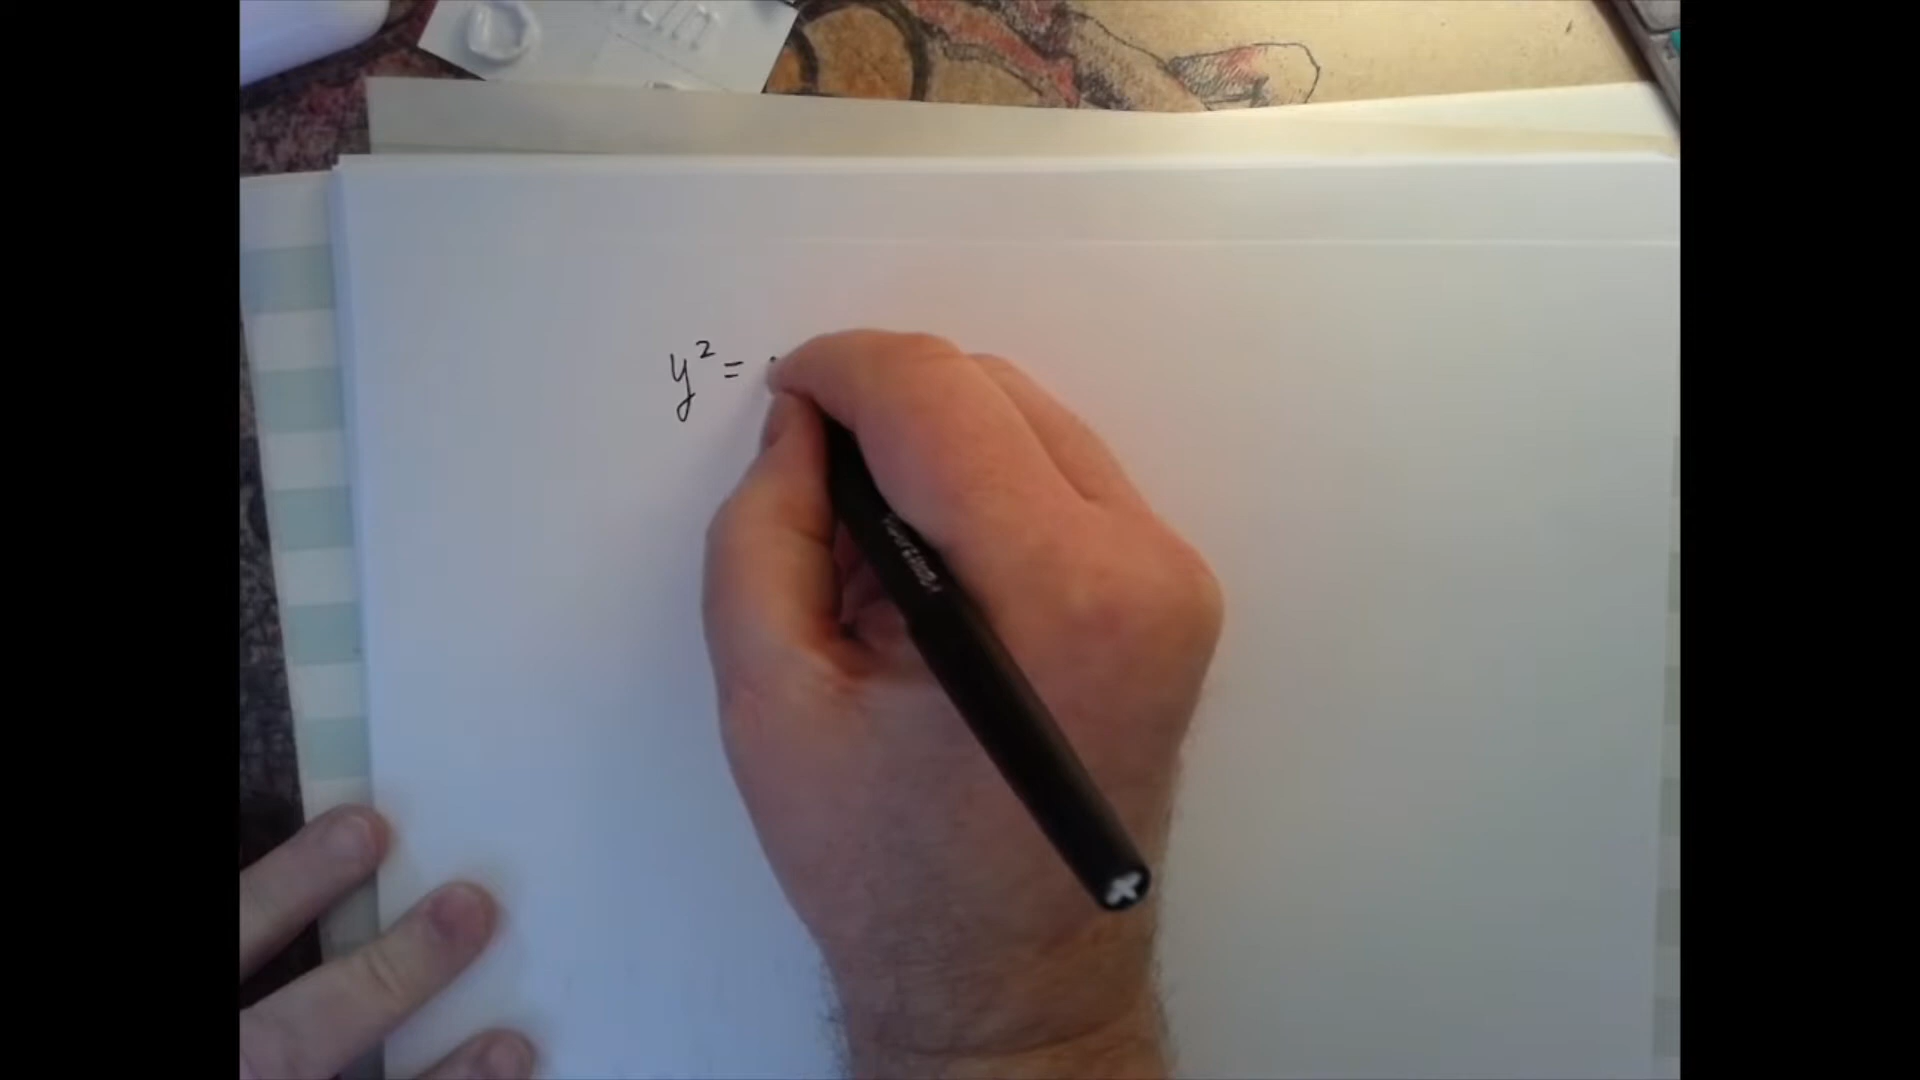 y² =